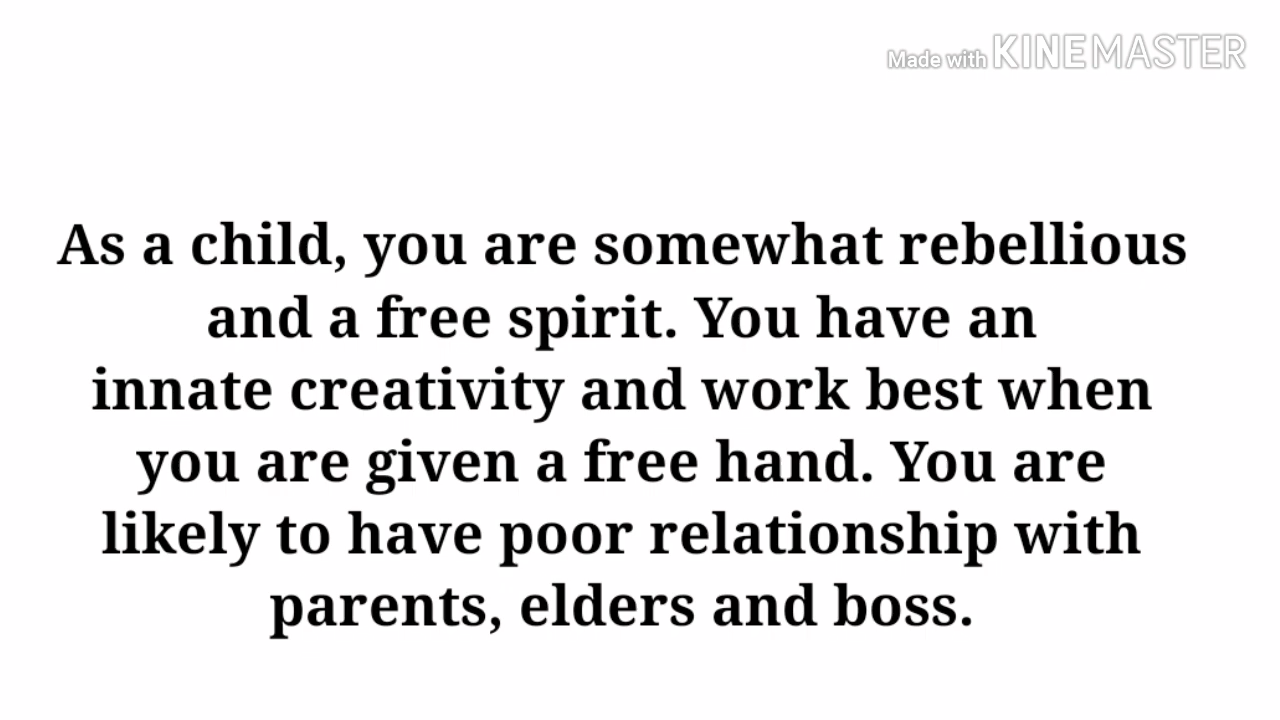 Made with KINEMASTER
As a child, you are somewhat rebellious
and a free spirit. You have an
innate creativity and work best when
you are given a free hand. You are
likely to have poor relationship with
parents, elders and boss.